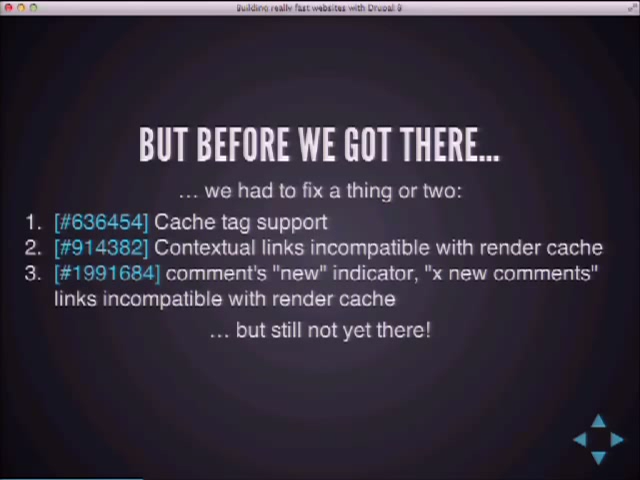 Building really fast websites with Drupal 8
BUT BEFORE WE GOT THERE...
... we had to fix a thing or two:
1. [#636454] Cache tag support
2. [#914382] Contextual links incompatible with render cache
3. [#1991684] comment's "new" indicator, "x new comments"
links incompatible with render cache
... but still not yet there!